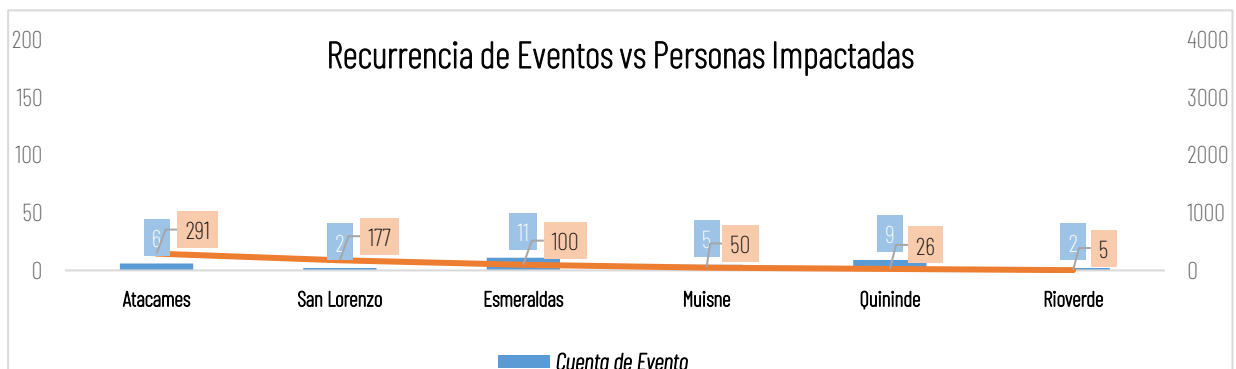 Recurrencia de Eventos vs Personas Impactadas
200 4000
150 3000
100 2000
50 1000
0 0
6 291 2 177 11 100 5 50 9 26 2 5
Atacames San Lorenzo Esmeraldas Muisne Quininde Rioverde
Cuenta de Evento